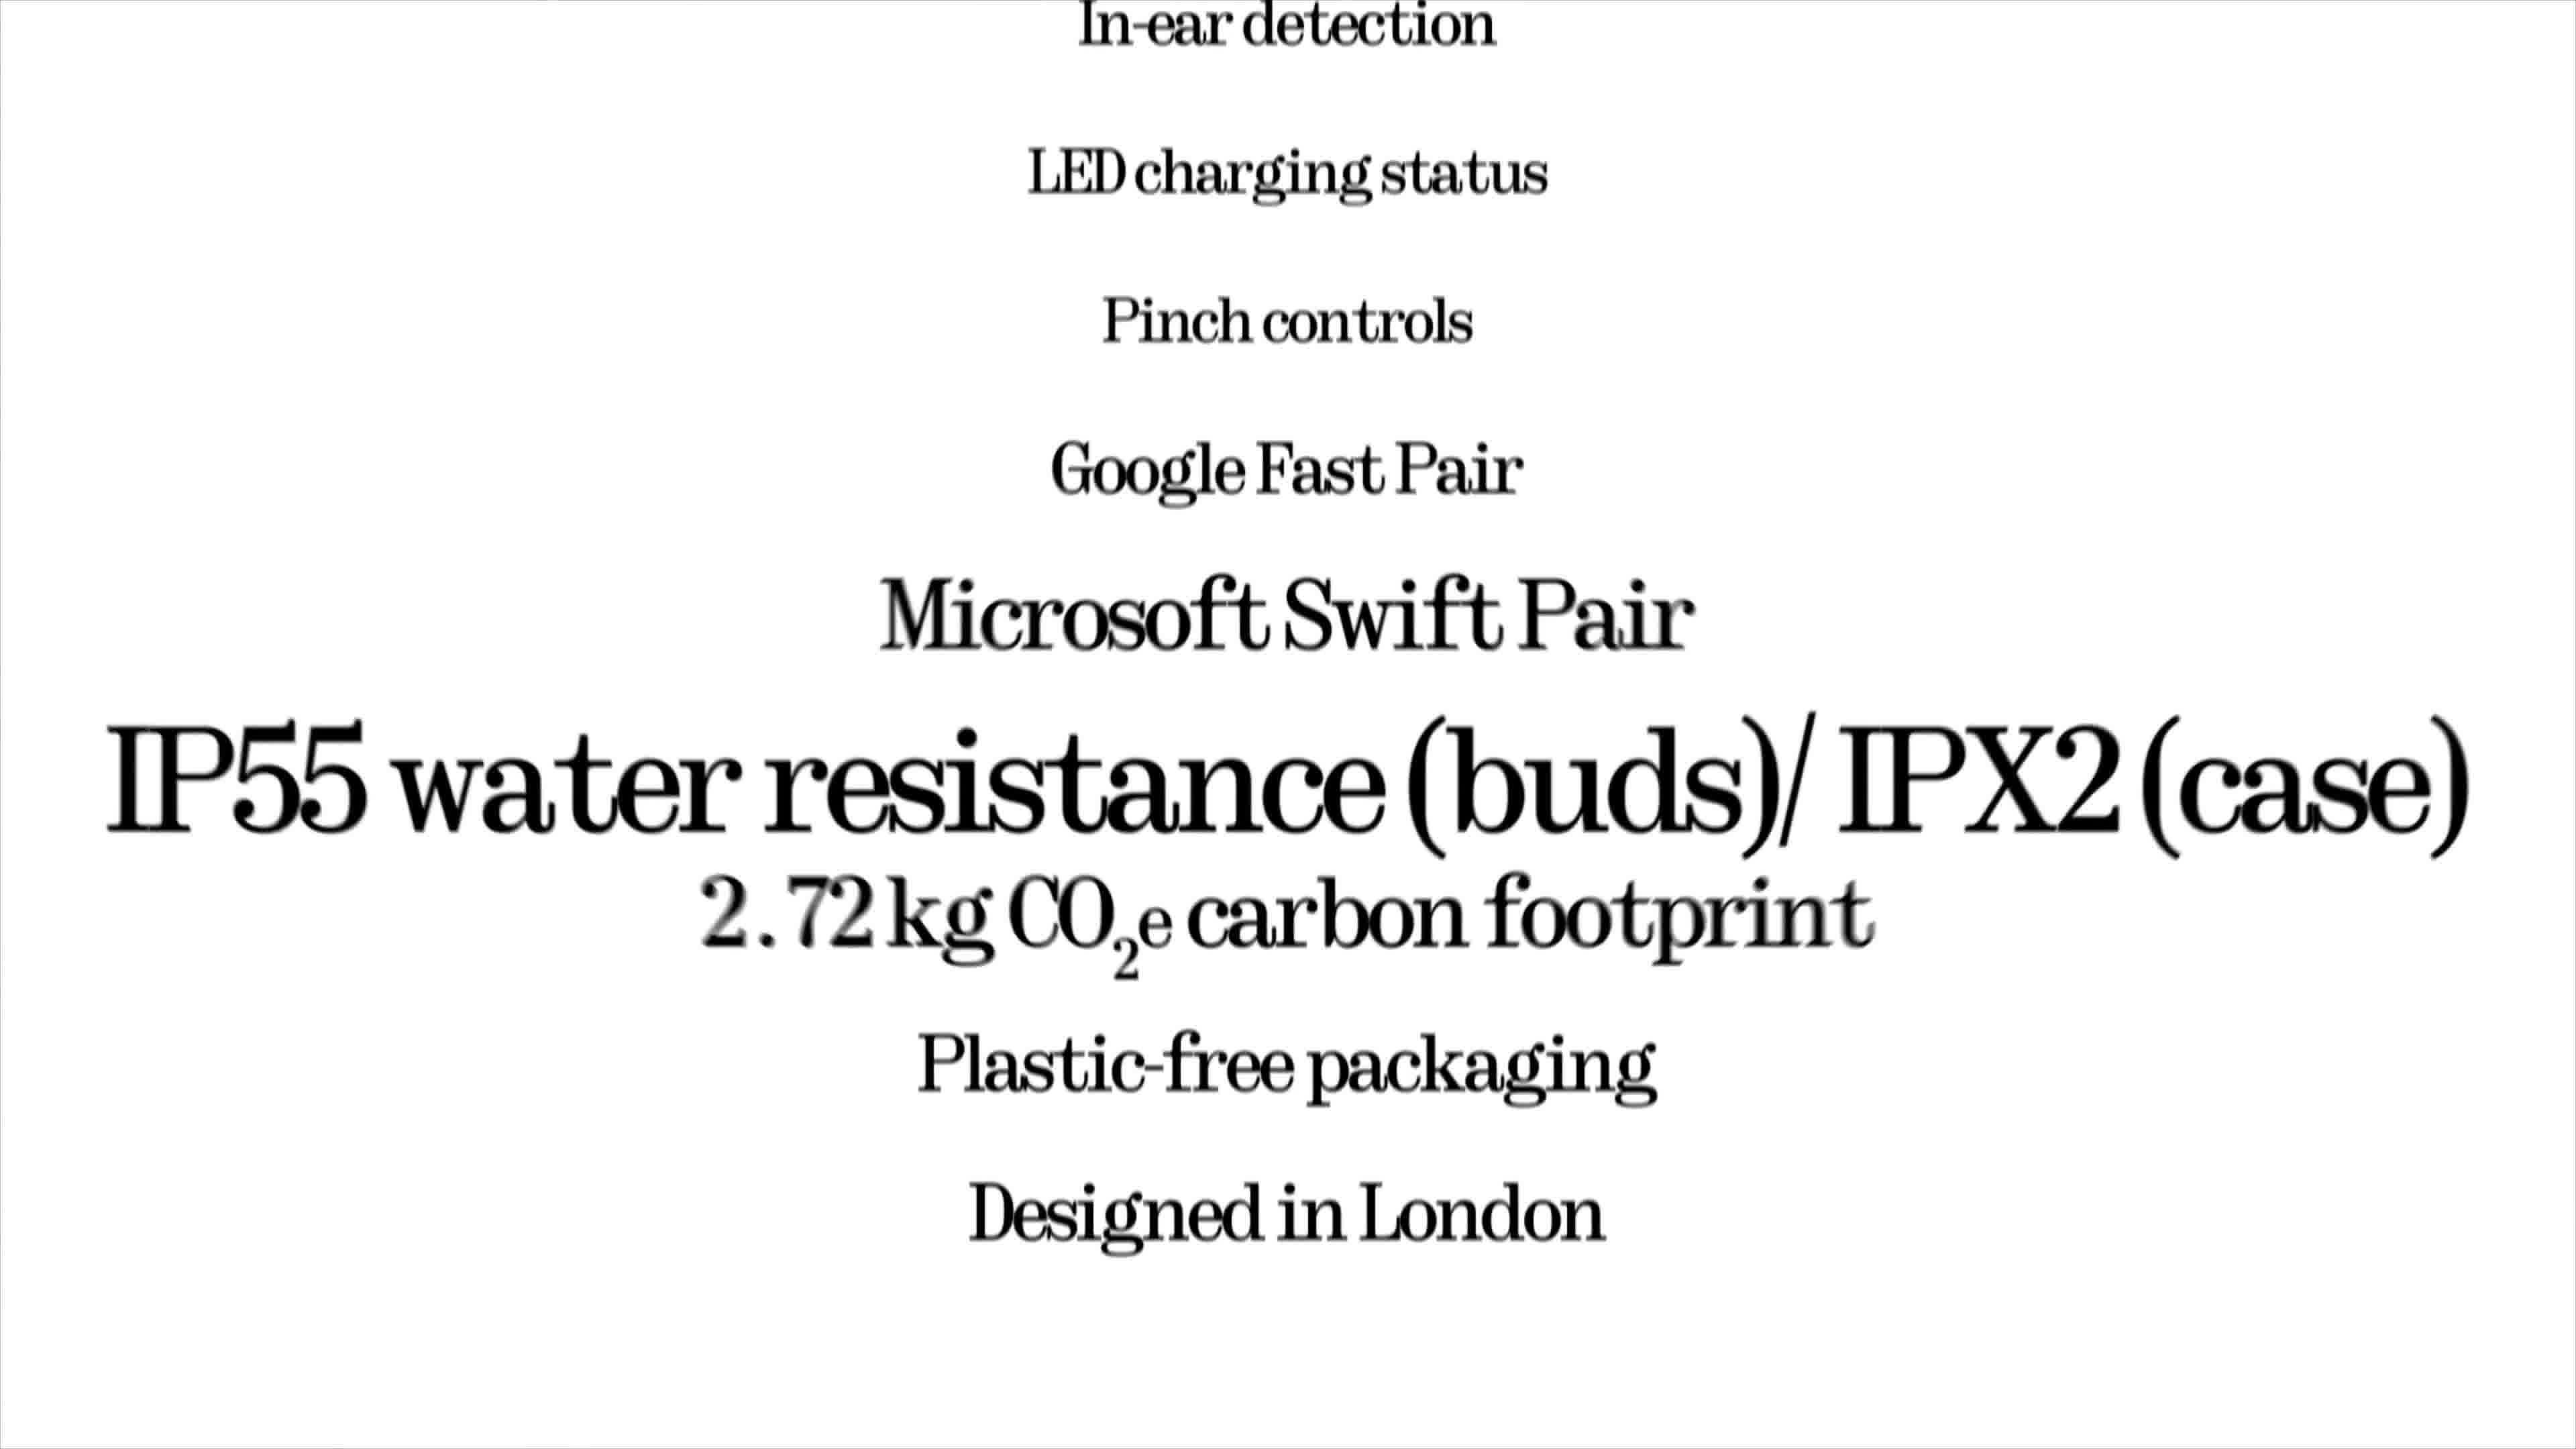 In-ear detection
LED charging status
Pinch controls
Google Fast Pair
Microsoft Swift Pair
IP55 water resistance (buds)/ IPX2 (case)
2.72 kg CO₂e carbon footprint
Plastic-free packaging
Designed in London